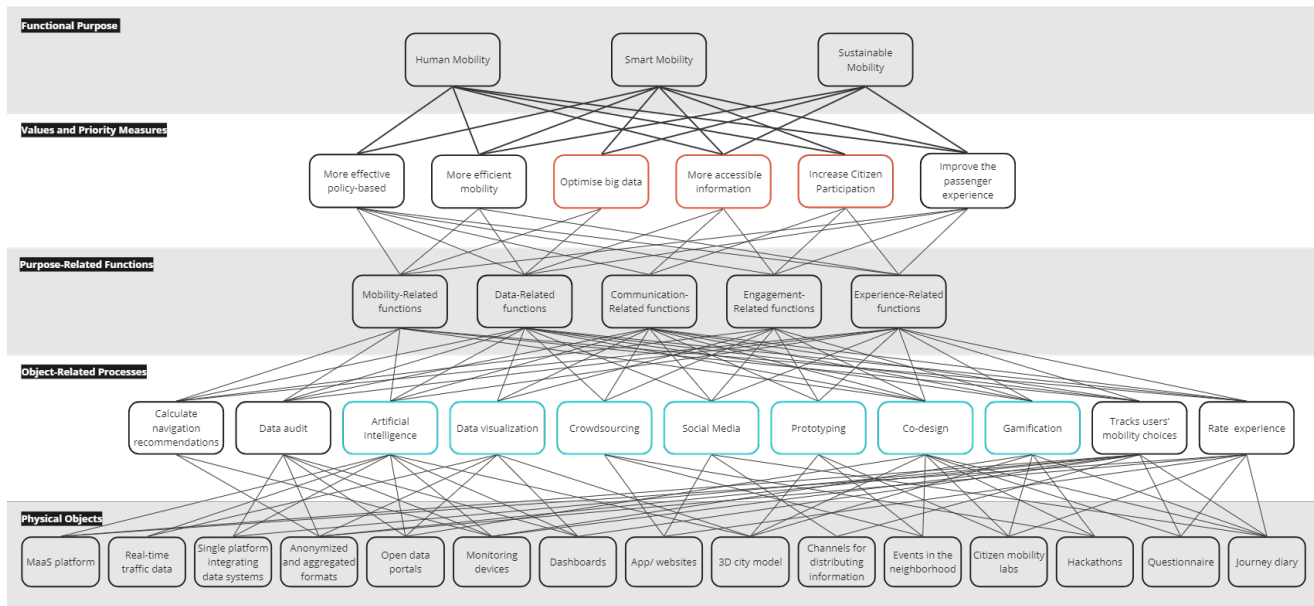 Functional Purpose
Human Mobility
Smart Mobility
Sustainable
Mobility
Values and Priority Measures
More effective
policy-based
More efficient
mobility
Optimise big data
More accessible
information
Increase Citizen
Participation
Improve the
passenger
experience
Purpose-Related Functions
Mobility-Related
functions
Data-Related
functions
Communication-
Related functions
Engagement-
Related functions
Experience-Related
functions
Object-Related Processes
Calculate
navigation
recommendations
Data audit
Artificial
Intelligence
Data visualization
Crowdsourcing
Social Media
Prototyping
Co-design
Gamification
Tracks users'
mobility choices
Rate experience
Physical Objects
MaaS platform
Real-time
traffic data
Single platform
integrating
data systems
Anonymized
and aggregated
formats
Open data
portals
Monitoring
devices
Dashboards
App/ websites
3D city model
Channels for
distributing
information
Events in the
neighborhood
Citizen mobility
labs
Hackathons
Questionnaire
Journey diary